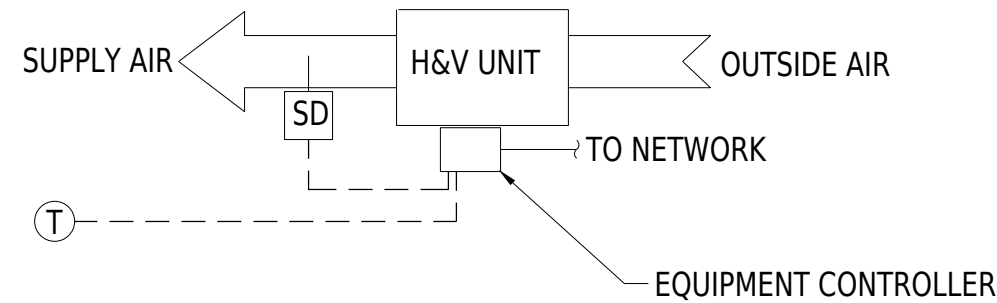 SUPPLY AIR
H&V UNIT
OUTSIDE AIR
SD
TO NETWORK
T
EQUIPMENT CONTROLLER